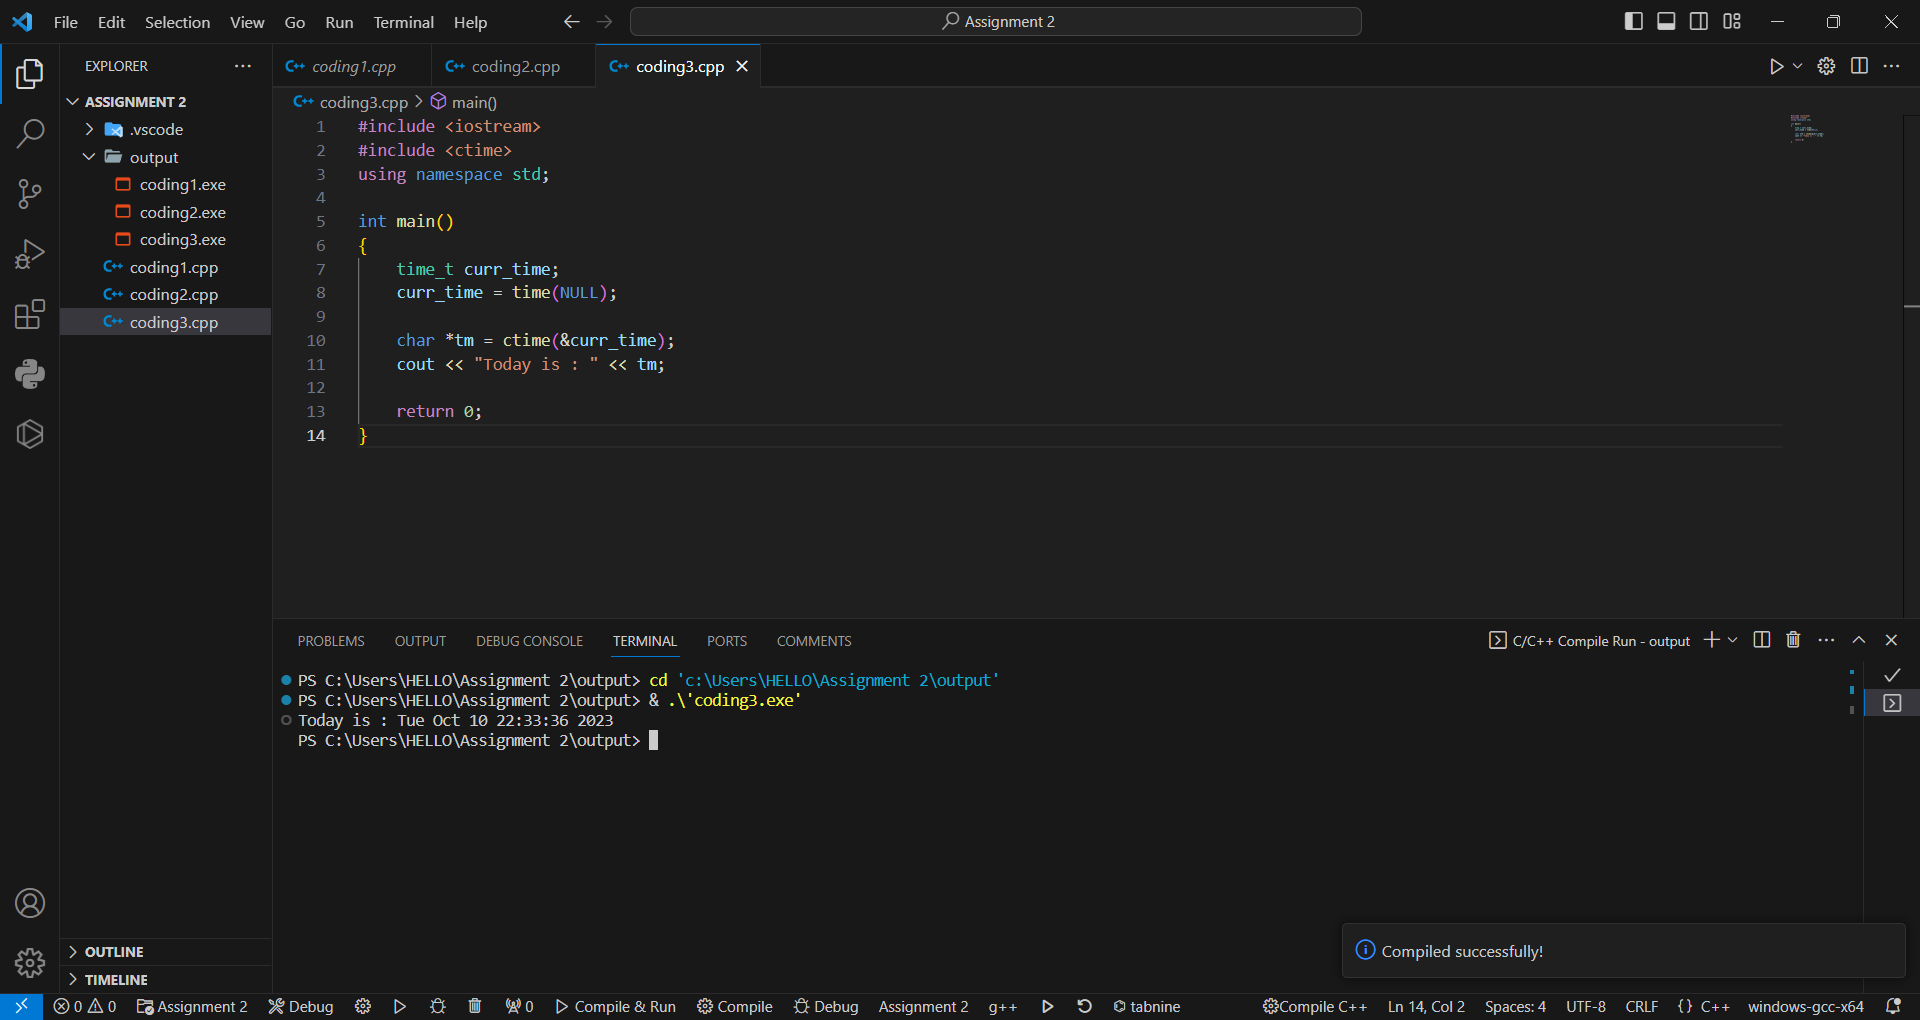 File Edit Selection View Go Run Terminal Help
Assignment 2
EXPLORER
ASSIGNMENT 2
.vscode
output
coding1.exe
coding2.exe
coding3.exe
coding1.cpp
coding2.cpp
coding3.cpp
OUTLINE
TIMELINE
coding1.cpp coding2.cpp coding3.cpp
coding3.cpp > main()
1 #include <iostream>
2 #include <ctime>
3 using namespace std;
4
5 int main()
6 {
7 time_t curr_time;
8 curr_time = time(NULL);
9
10 char *tm = ctime(&curr_time);
11 cout << "Today is : " << tm;
12
13 return 0;
14 }
PROBLEMS OUTPUT DEBUG CONSOLE TERMINAL PORTS COMMENTS
C/C++ Compile Run - output
PS C:\Users\HELLO\Assignment 2\output> cd 'c:\Users\HELLO\Assignment 2\output'
PS C:\Users\HELLO\Assignment 2\output> & .\'coding3.exe'
Today is : Tue Oct 10 22:33:36 2023
PS C:\Users\HELLO\Assignment 2\output>
Compiled successfully!
0 0 Assignment 2 Debug 0 Compile & Run Compile Debug Assignment 2 g++ tabnine Compile C++ Ln 14, Col 2 Spaces: 4 UTF-8 CRLF {} C++ windows-gcc-x64